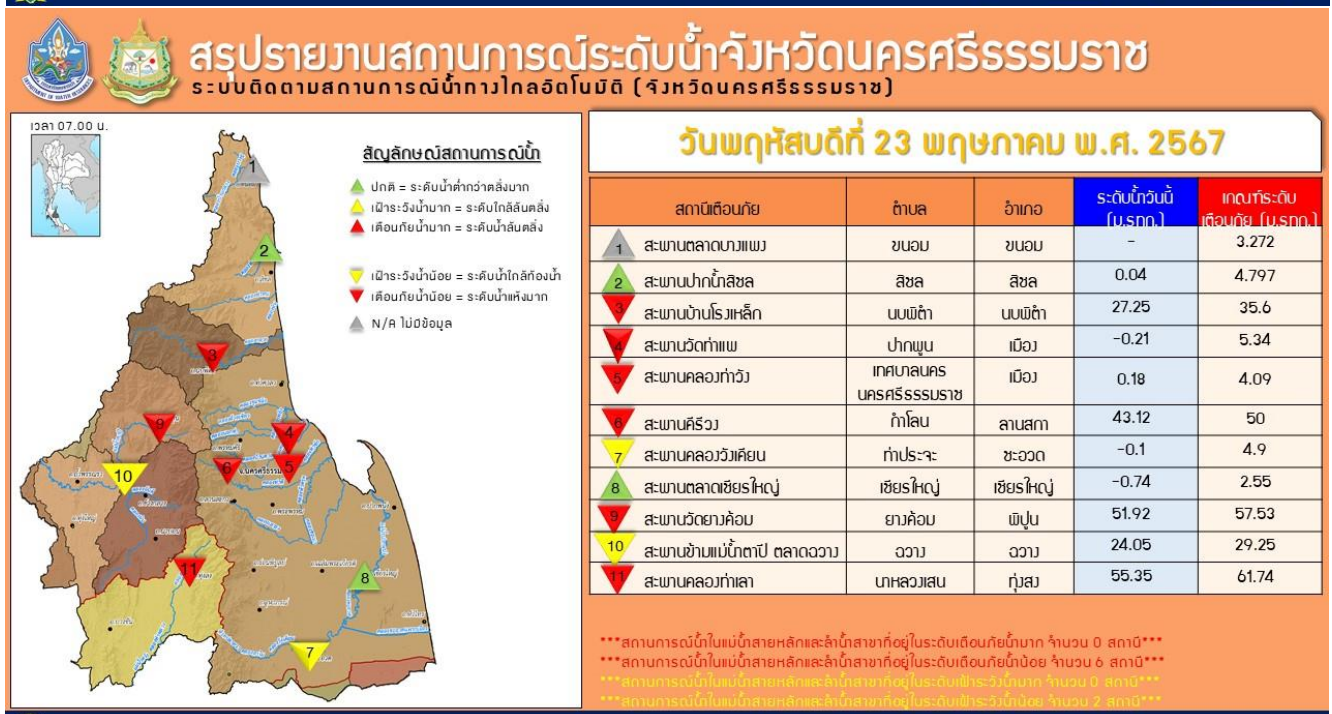 สรุปรายงานสถานการณ์ระดับน้ำจังหวัดนครศรีธรรมราช
ระบบติดตามสถานการณ์น้ำทางไกลอัตโนมัติ (จังหวัดนครศรีธรรมราช)
เวลา 07.00 น.
สัญลักษณ์สถานการณ์น้ำ
ปกติ = ระดับน้ำต่ำกว่าตลิ่งมาก
เฝ้าระวังน้ำมาก = ระดับใกล้ล้นตลิ่ง
เตือนภัยน้ำมาก = ระดับน้ำล้นตลิ่ง
เฝ้าระวังน้ำน้อย = ระดับน้ำใกล้ท้องน้ำ
เตือนภัยน้ำน้อย = ระดับน้ำแห้งมาก
N/A ไม่มีข้อมูล
1
2
3
9
4
10
6
5
11
8
7
วันพฤหัสบดีที่ 23 พฤษภาคม พ.ศ. 2567
สถานีเตือนภัย ตำบล อำเภอ ระดับน้ำวันนี้ (ม.รทก.) เกณฑ์ระดับเตือนภัย (ม.รทก.)
1 สะพานตลาดบางแพง ขนอม ขนอม - 3.272
2 สะพานปากน้ำสิชล สิชล สิชล 0.04 4.797
3 สะพานบ้านโรงเหล็ก นบพิตำ นบพิตำ 27.25 35.6
4 สะพานวัดท่าแพ ปากพูน เมือง -0.21 5.34
5 สะพานคลองท่าวัง เทศบาลนครนครศรีธรรมราช เมือง 0.18 4.09
6 สะพานคีรีวง กำโลน ลานสกา 43.12 50
7 สะพานคลองวังเคียน ท่าประจะ ชะอวด -0.1 4.9
8 สะพานตลาดเชียรใหญ่ เชียรใหญ่ เชียรใหญ่ -0.74 2.55
9 สะพานวัดยางค้อม ยางค้อม พิปูน 51.92 57.53
10 สะพานข้ามแม่น้ำตาปี ตลาดฉวาง ฉวาง ฉวาง 24.05 29.25
11 สะพานคลองท่าเลา นาหลวงเสน ทุ่งสง 55.35 61.74
***สถานการณ์น้ำในแม่น้ำสายหลักและลำน้ำสาขาที่อยู่ในระดับเตือนภัยน้ำมาก จำนวน 0 สถานี***
***สถานการณ์น้ำในแม่น้ำสายหลักและลำน้ำสาขาที่อยู่ในระดับเตือนภัยน้ำน้อย จำนวน 6 สถานี***
***สถานการณ์น้ำในแม่น้ำสายหลักและลำน้ำสาขาที่อยู่ในระดับเฝ้าระวังน้ำมาก จำนวน 0 สถานี***
***สถานการณ์น้ำในแม่น้ำสายหลักและลำน้ำสาขาที่อยู่ในระดับเฝ้าระวังน้ำน้อย จำนวน 2 สถานี***